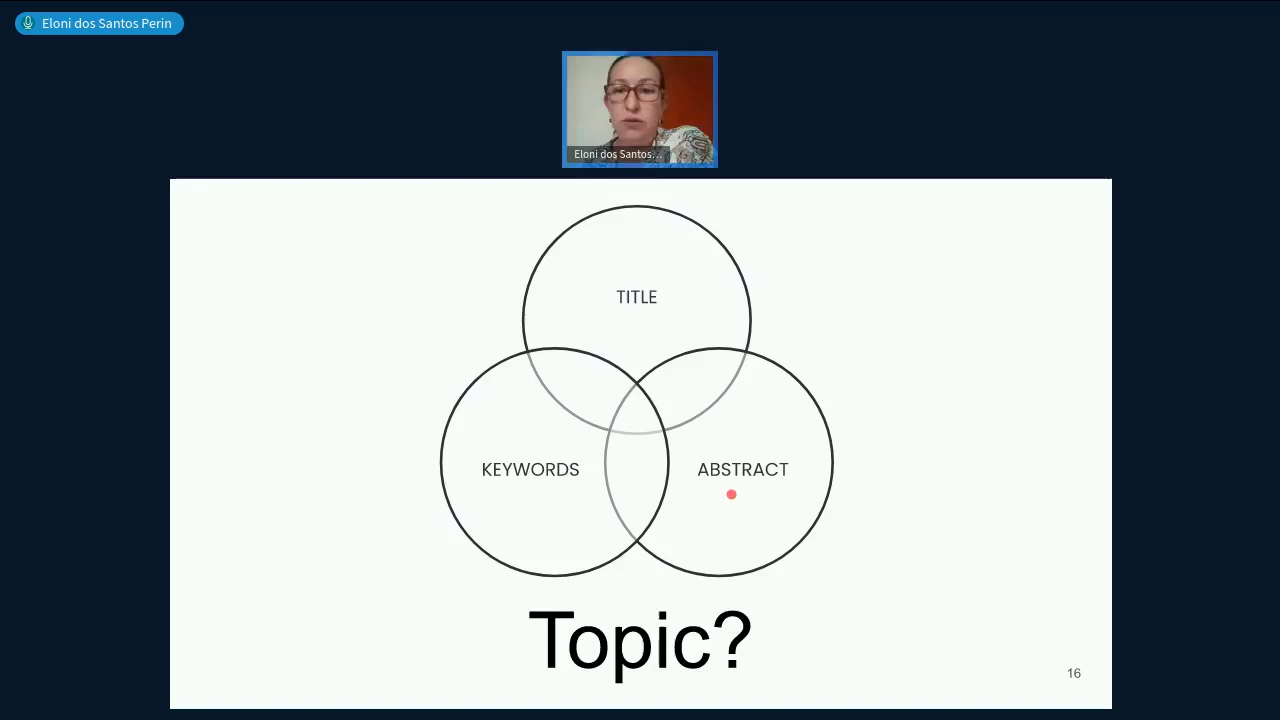 Eloni dos Santos Perin
Eloni dos Santos...
TITLE
KEYWORDS
ABSTRACT
Topic?
16